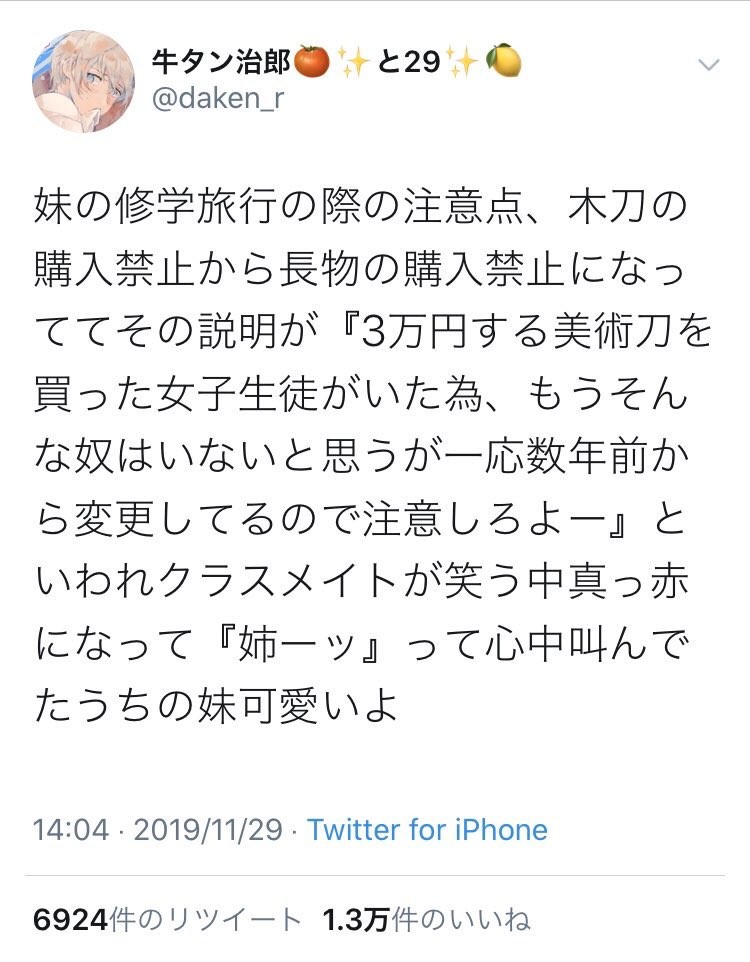 牛タン治郎🍅✨と29✨🍋
@daken_r
妹の修学旅行の際の注意点、木刀の
購入禁止から長物の購入禁止になっ
ててその説明が『3万円する美術刀を
買った女子生徒がいた為、もうそん
な奴はいないと思うが一応数年前か
ら変更してるので注意しろよー』と
いわれクラスメイトが笑う中真っ赤
になって『姉ーッ』って心中叫んで
たうちの妹可愛いよ
14:04 · 2019/11/29 · Twitter for iPhone
6924件のリツイート 1.3万件のいいね